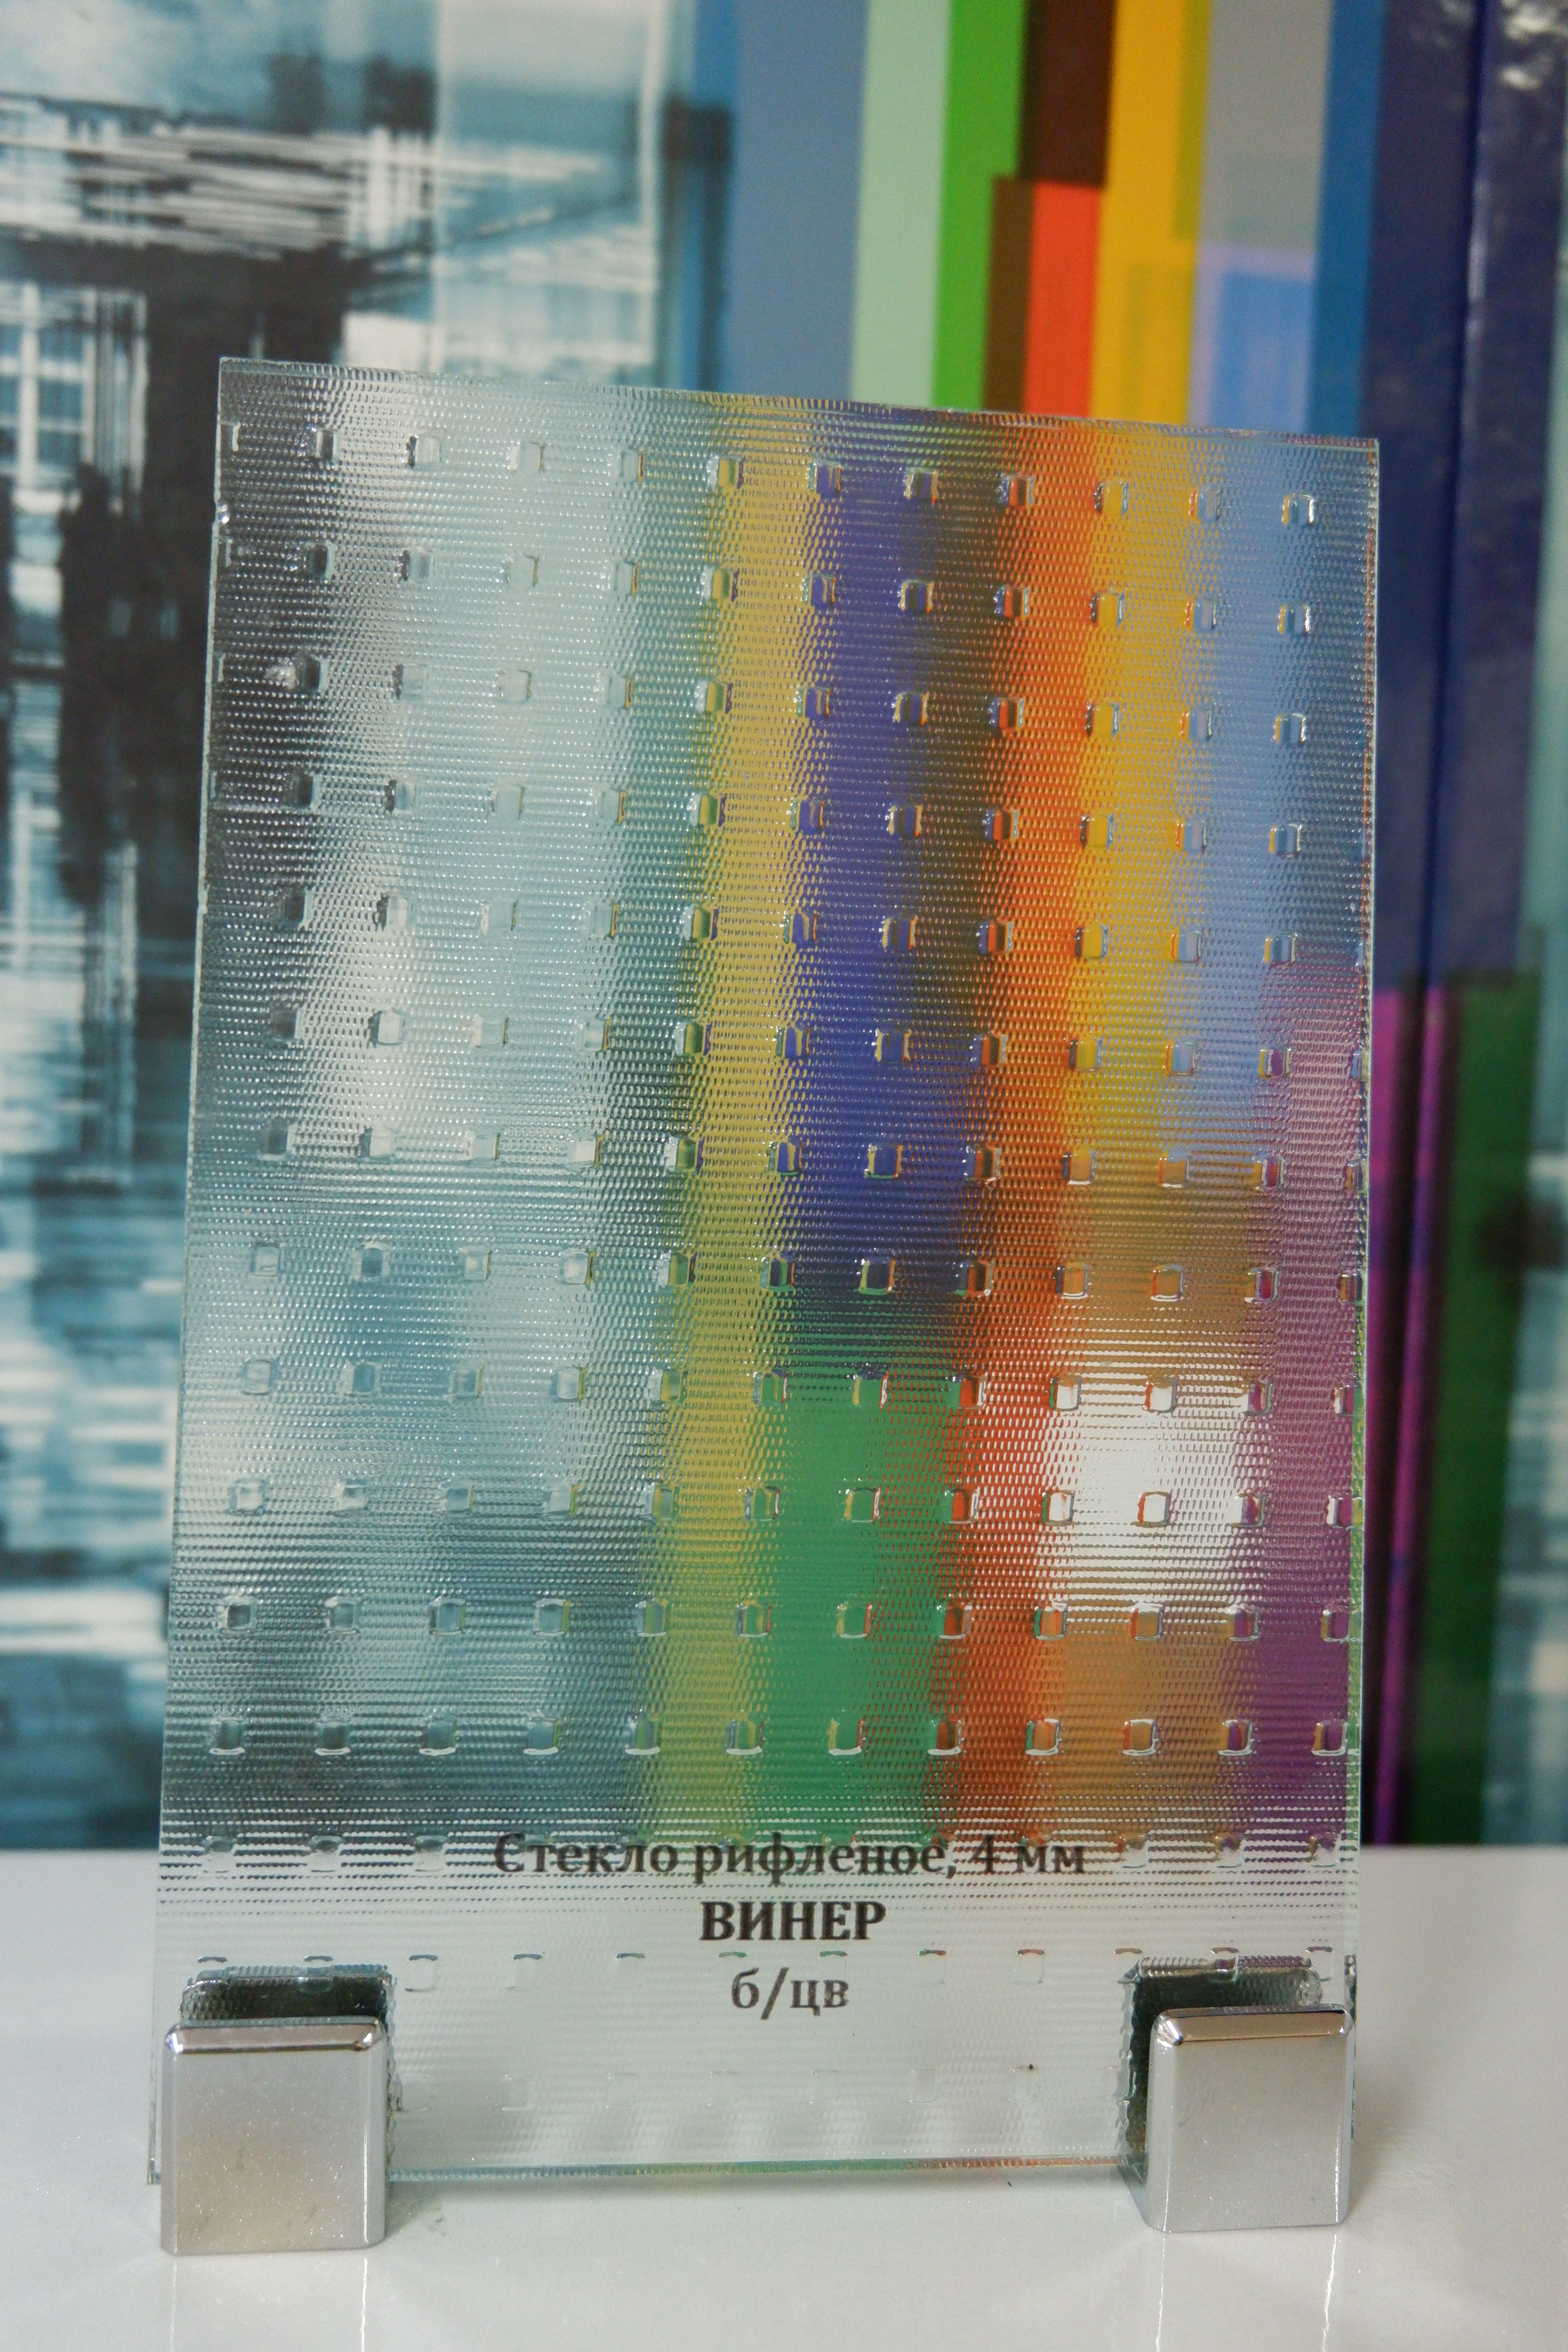 Стекло рифленое, 4 мм
ВИНЕР
б/цв